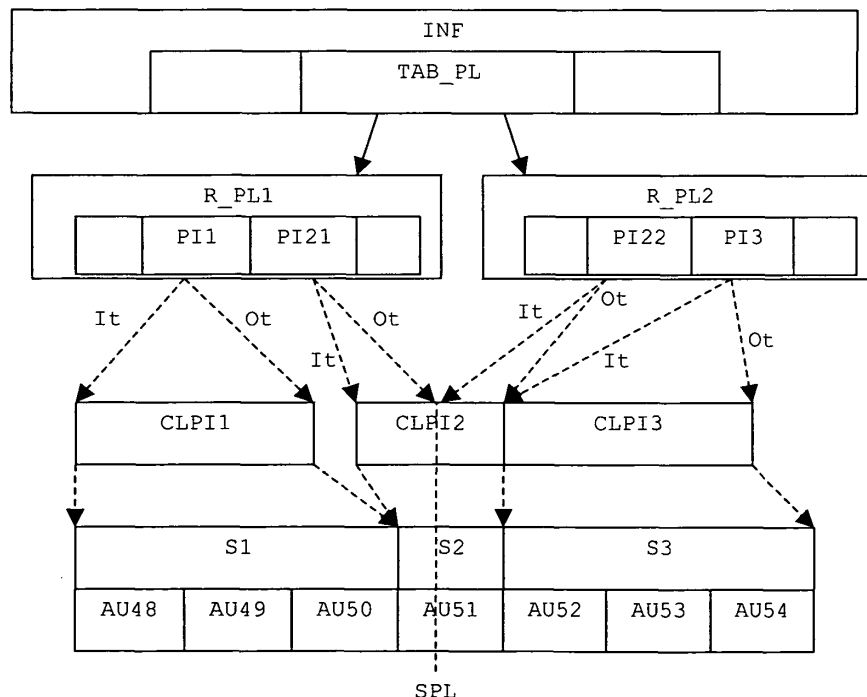 INF
TAB_PL
R_PL1
R_PL2
PI1 PI21
PI22 PI3
It Ot It Ot It Ot It Ot
CLPI1 CLPI2 CLPI3
S1 S2 S3
AU48 AU49 AU50 AU51 AU52 AU53 AU54
SPL